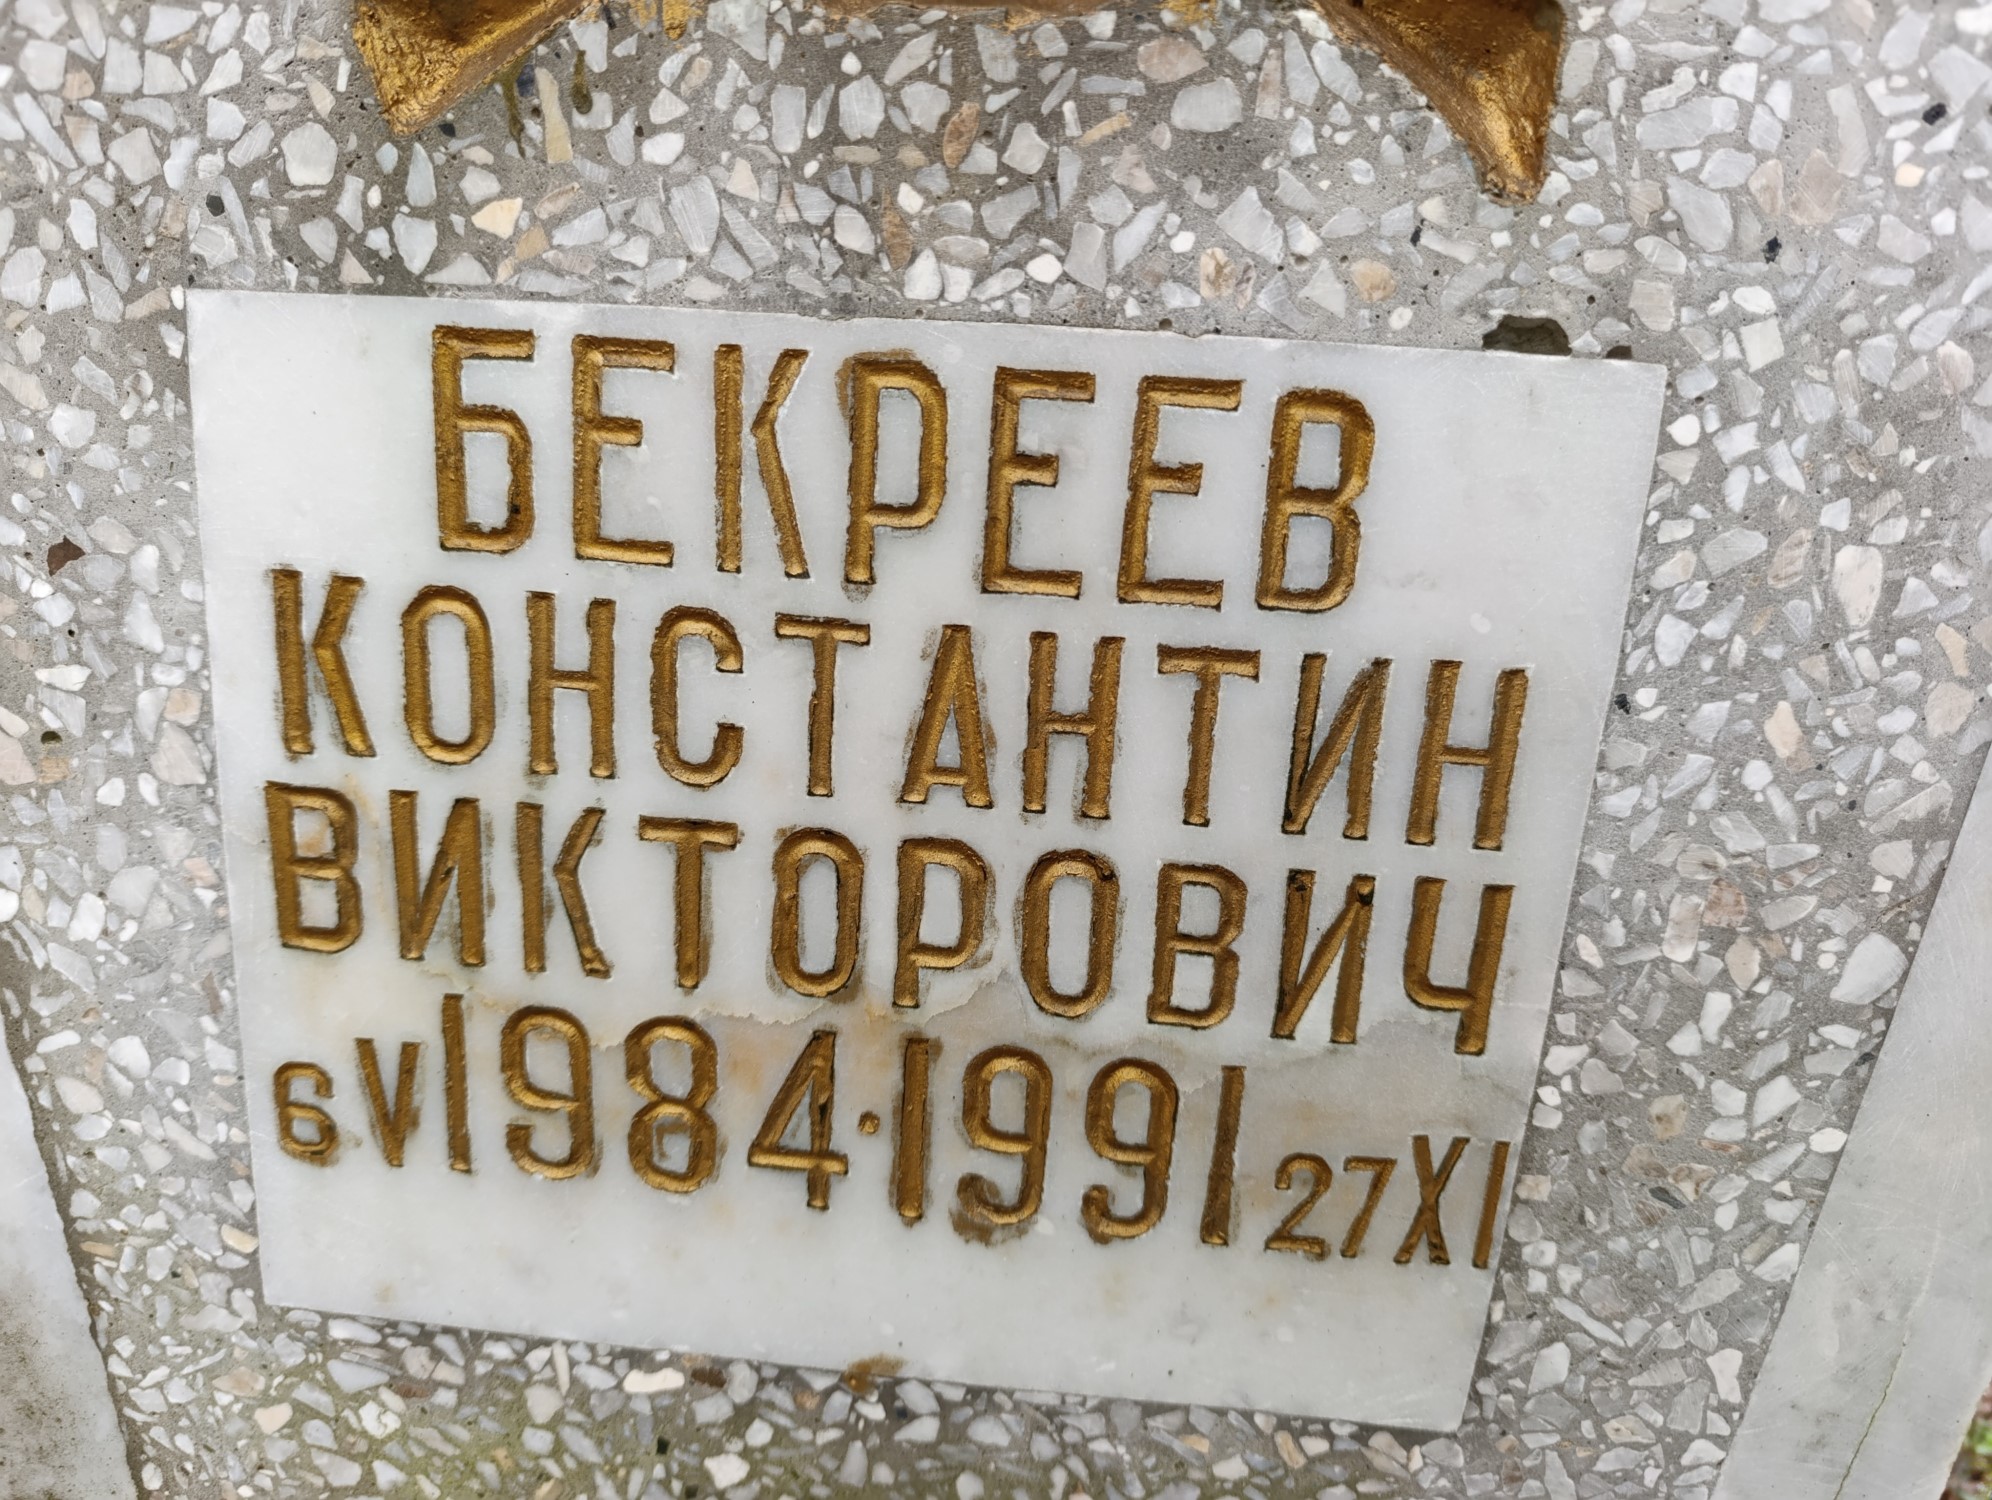 БЕКРЕЕВ
КОНСТАНТИН
ВИКТОРОВИЧ
6 V 1984·1991 27 XI